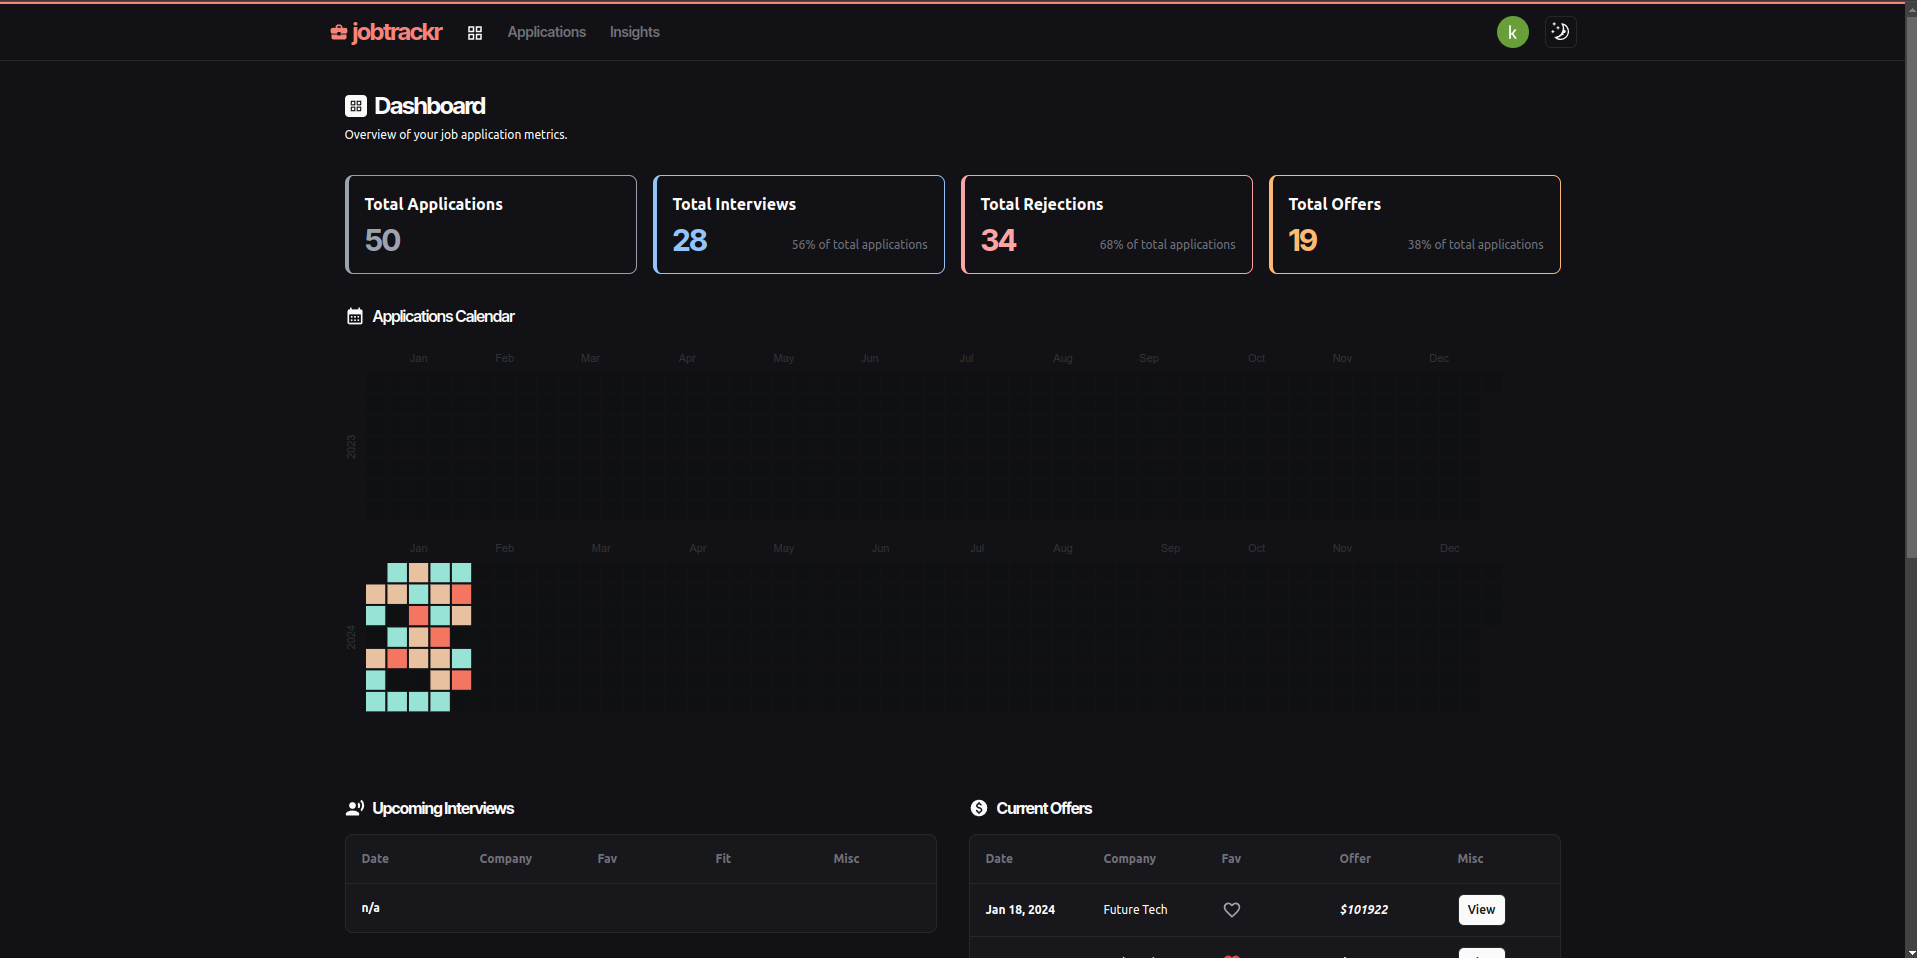 jobtrackr Applications Insights k
Dashboard
Overview of your job application metrics.
Total Applications
50
Total Interviews
28 56% of total applications
Total Rejections
34 68% of total applications
Total Offers
19 38% of total applications
Applications Calendar
Jan Feb Mar Apr May Jun Jul Aug Sep Oct Nov Dec
2023
Jan Feb Mar Apr May Jun Jul Aug Sep Oct Nov Dec
2024
Upcoming Interviews
Date Company Fav Fit Misc
n/a
Current Offers
Date Company Fav Offer Misc
Jan 18, 2024 Future Tech $101922 View